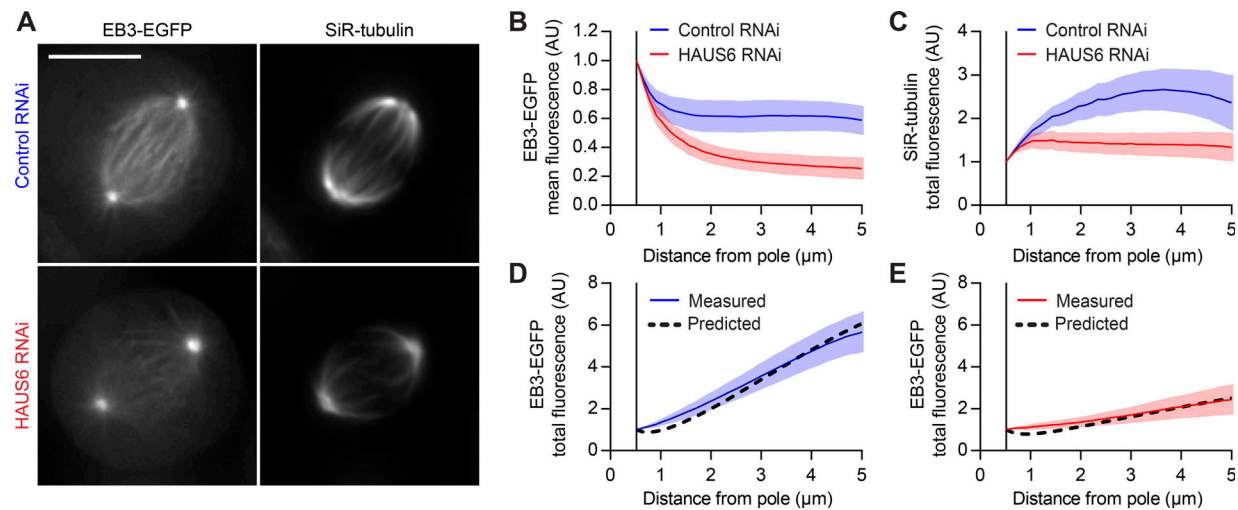 A
EB3-EGFP
SiR-tubulin
Control RNAi
HAUS6 RNAi
B
Control RNAi
HAUS6 RNAi
EB3-EGFP
mean fluorescence (AU)
1.2
1.0
0.8
0.6
0.4
0.2
0.0
0 1 2 3 4 5
Distance from pole (µm)
C
Control RNAi
HAUS6 RNAi
SiR-tubulin
total fluorescence (AU)
4
3
2
1
0
0 1 2 3 4 5
Distance from pole (µm)
D
Measured
Predicted
EB3-EGFP
total fluorescence (AU)
8
6
4
2
0
0 1 2 3 4 5
Distance from pole (µm)
E
Measured
Predicted
EB3-EGFP
total fluorescence (AU)
8
6
4
2
0
0 1 2 3 4 5
Distance from pole (µm)